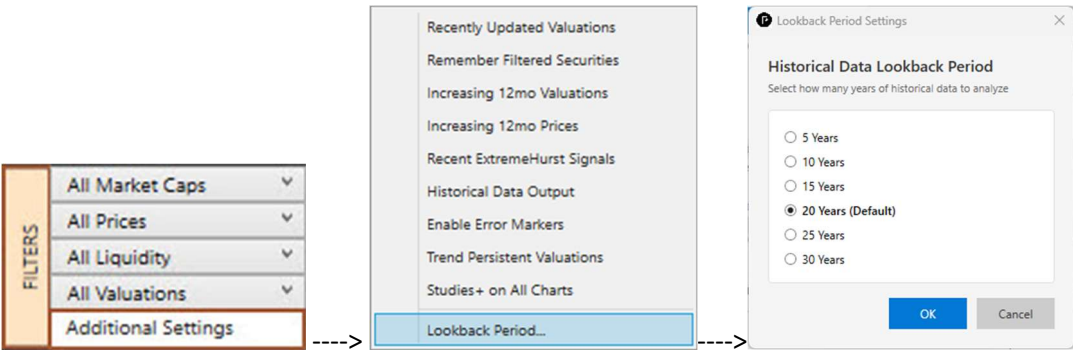 FILTERS
All Market Caps
All Prices
All Liquidity
All Valuations
Additional Settings
---->
Recently Updated Valuations
Remember Filtered Securities
Increasing 12mo Valuations
Increasing 12mo Prices
Recent ExtremeHurst Signals
Historical Data Output
Enable Error Markers
Trend Persistent Valuations
Studies+ on All Charts
Lookback Period...
---->
Lookback Period Settings
Historical Data Lookback Period
Select how many years of historical data to analyze
5 Years
10 Years
15 Years
20 Years (Default)
25 Years
30 Years
OK
Cancel